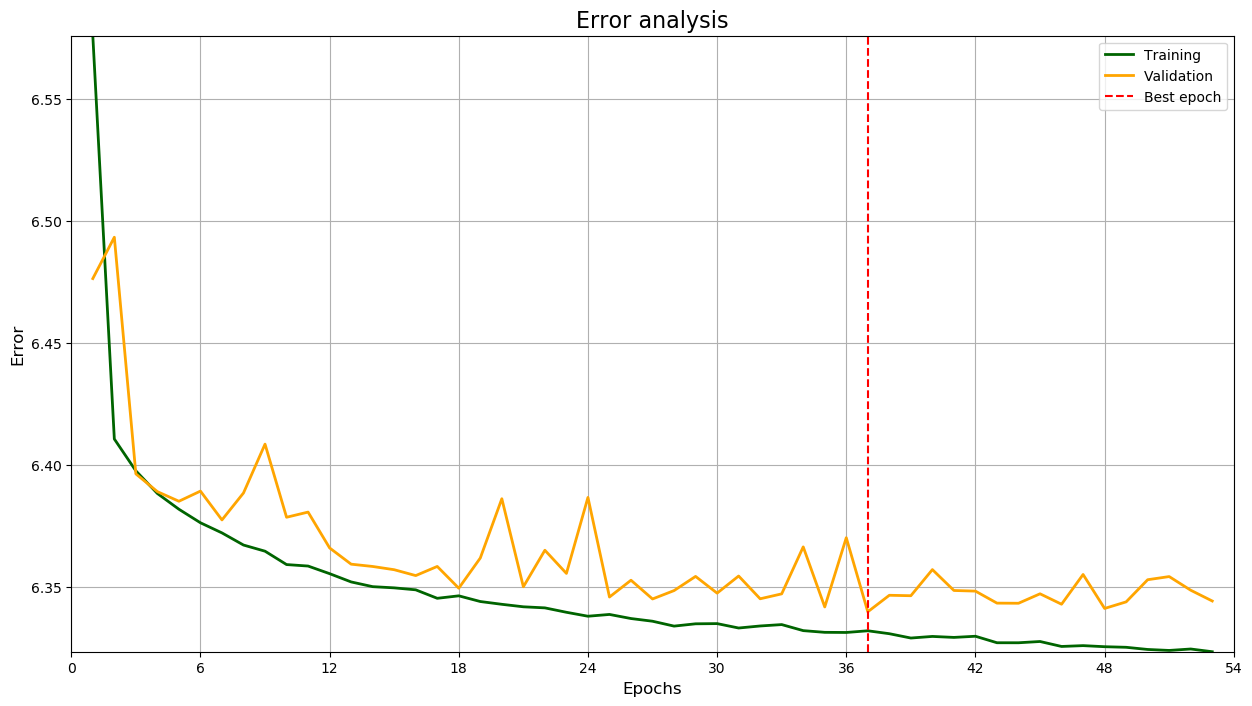 Error analysis
Training
Validation
Best epoch
6.55
6.50
6.45
6.40
6.35
Error
0 6 12 18 24 30 36 42 48 54
Epochs